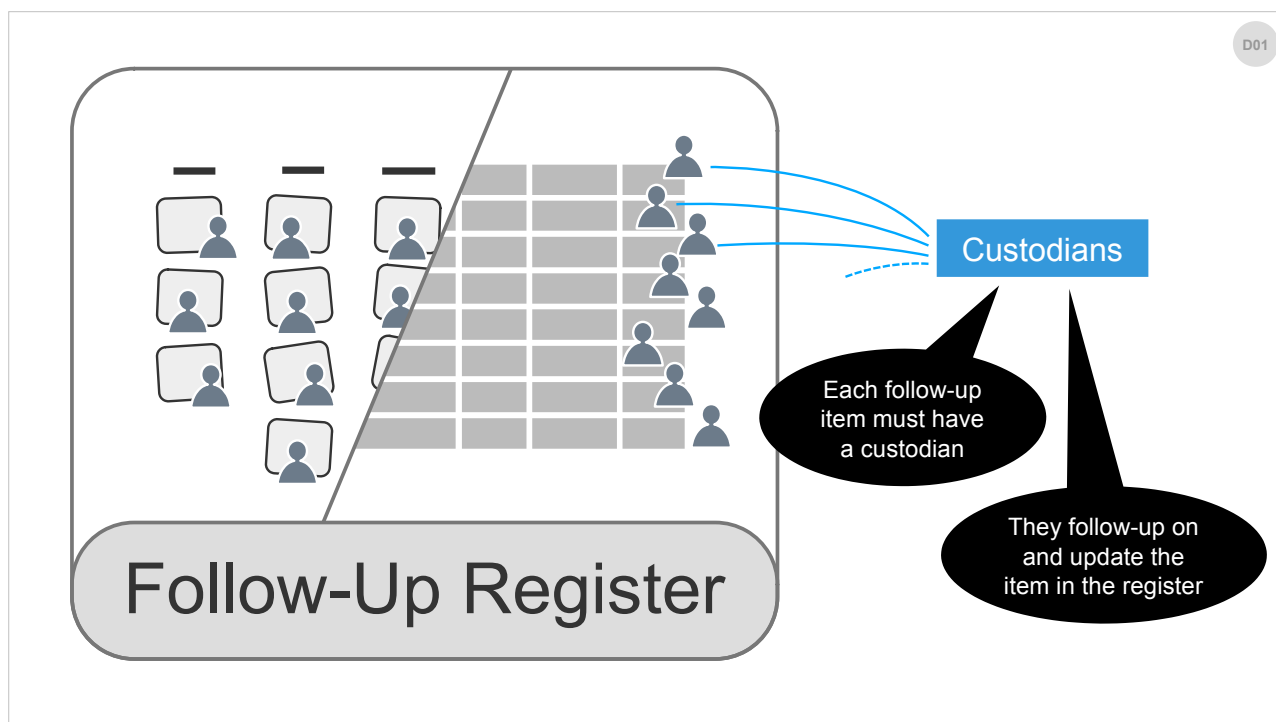 D01
Custodians
Each follow-up
item must have
a custodian
They follow-up on
and update the
item in the register
Follow-Up Register